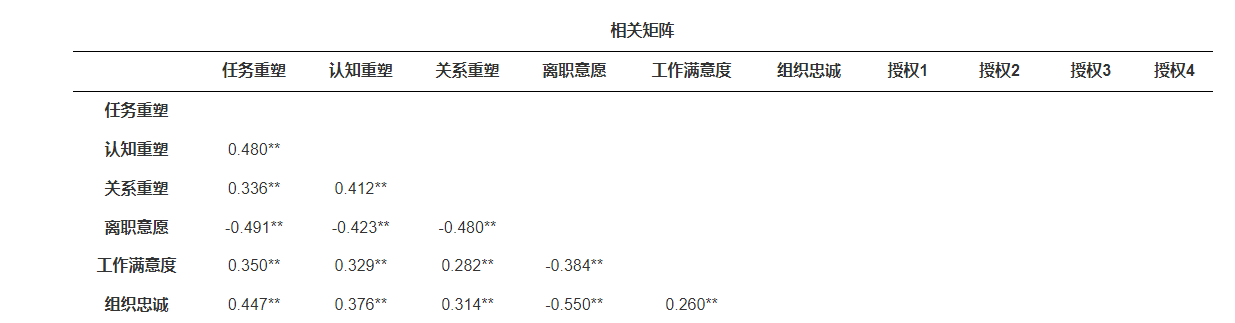 相关矩阵
任务重塑 认知重塑 关系重塑 离职意愿 工作满意度 组织忠诚 授权1 授权2 授权3 授权4
任务重塑
认知重塑 0.480**
关系重塑 0.336** 0.412**
离职意愿 -0.491** -0.423** -0.480**
工作满意度 0.350** 0.329** 0.282** -0.384**
组织忠诚 0.447** 0.376** 0.314** -0.550** 0.260**